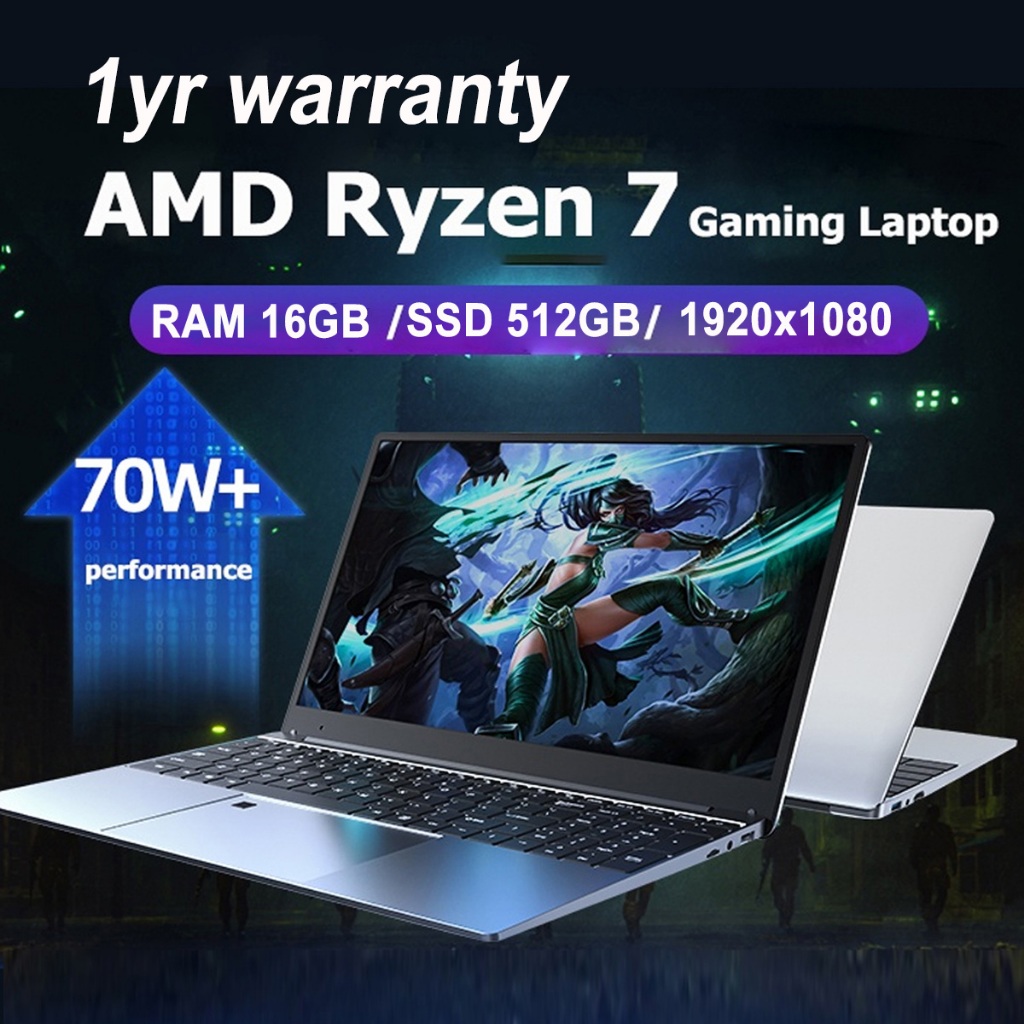 1yr warranty
AMD Ryzen 7 Gaming Laptop
RAM 16GB /SSD 512GB/ 1920x1080
70W+
performance